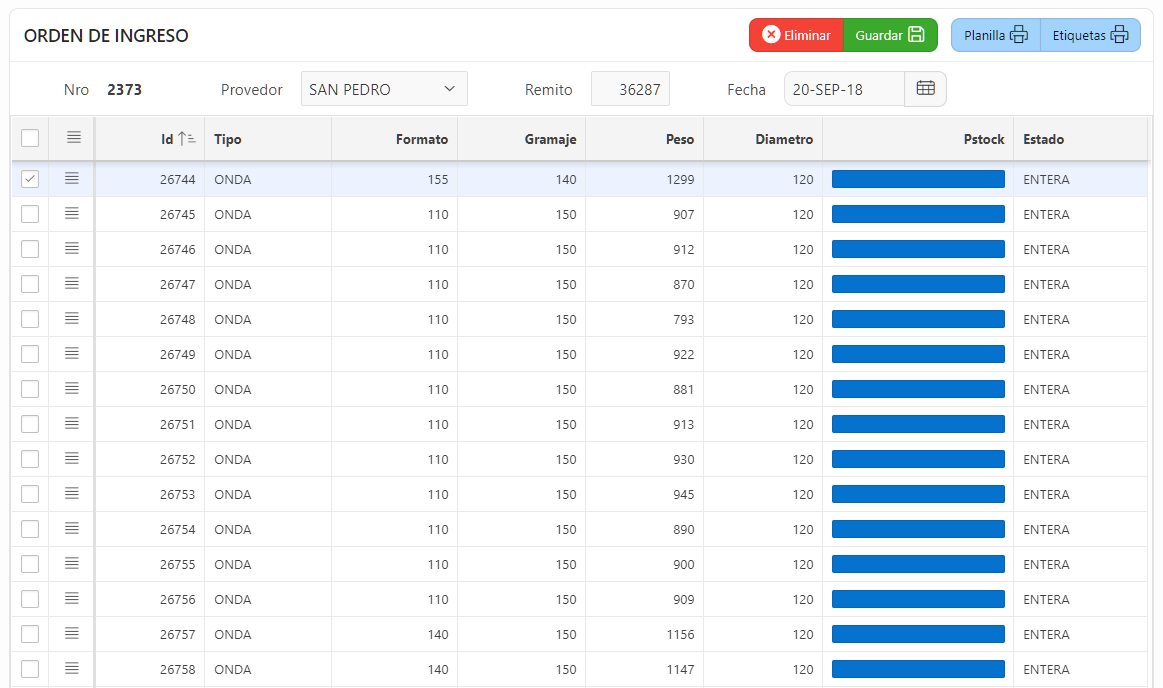 ORDEN DE INGRESO Eliminar Guardar Planilla Etiquetas
Nro 2373 Provedor SAN PEDRO Remito 36287 Fecha 20-SEP-18
Id Tipo Formato Gramaje Peso Diametro Pstock Estado
26744 ONDA 155 140 1299 120 ENTERA
26745 ONDA 110 150 907 120 ENTERA
26746 ONDA 110 150 912 120 ENTERA
26747 ONDA 110 150 870 120 ENTERA
26748 ONDA 110 150 793 120 ENTERA
26749 ONDA 110 150 922 120 ENTERA
26750 ONDA 110 150 881 120 ENTERA
26751 ONDA 110 150 913 120 ENTERA
26752 ONDA 110 150 930 120 ENTERA
26753 ONDA 110 150 945 120 ENTERA
26754 ONDA 110 150 890 120 ENTERA
26755 ONDA 110 150 900 120 ENTERA
26756 ONDA 110 150 909 120 ENTERA
26757 ONDA 140 150 1156 120 ENTERA
26758 ONDA 140 150 1147 120 ENTERA